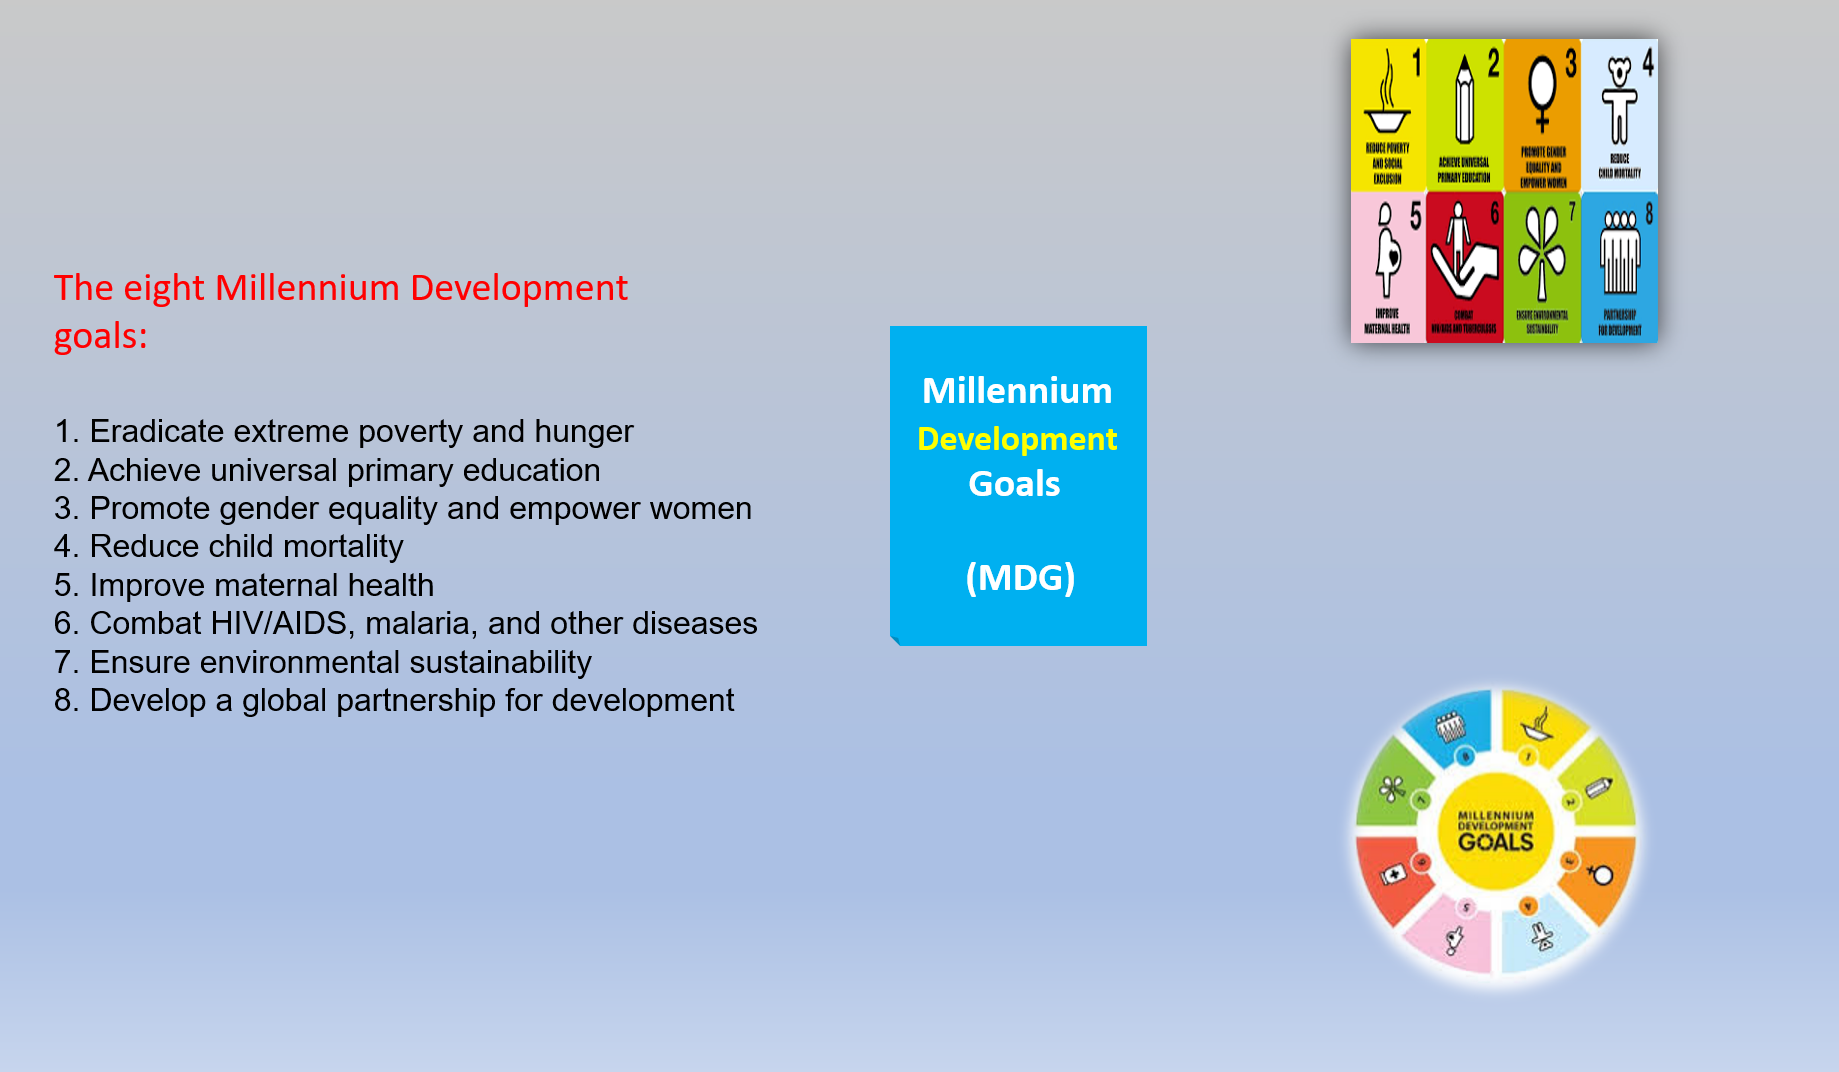 The eight Millennium Development
goals:
1. Eradicate extreme poverty and hunger
2. Achieve universal primary education
3. Promote gender equality and empower women
4. Reduce child mortality
5. Improve maternal health
6. Combat HIV/AIDS, malaria, and other diseases
7. Ensure environmental sustainability
8. Develop a global partnership for development
Millennium
Development
Goals
(MDG)
1
REDUCE POVERTY
AND SOCIAL
EXCLUSION
2
ACHIEVE UNIVERSAL
PRIMARY EDUCATION
3
PROMOTE GENDER
EQUALITY AND
EMPOWER WOMEN
4
REDUCE
CHILD MORTALITY
5
IMPROVE
MATERNAL HEALTH
6
COMBAT
HIV/AIDS AND TUBERCULOSIS
7
ENSURE ENVIRONMENTAL
SUSTAINABILITY
8
PARTNERSHIP
FOR DEVELOPMENT
MILLENNIUM
DEVELOPMENT
GOALS
1
2
3
4
5
6
7
8